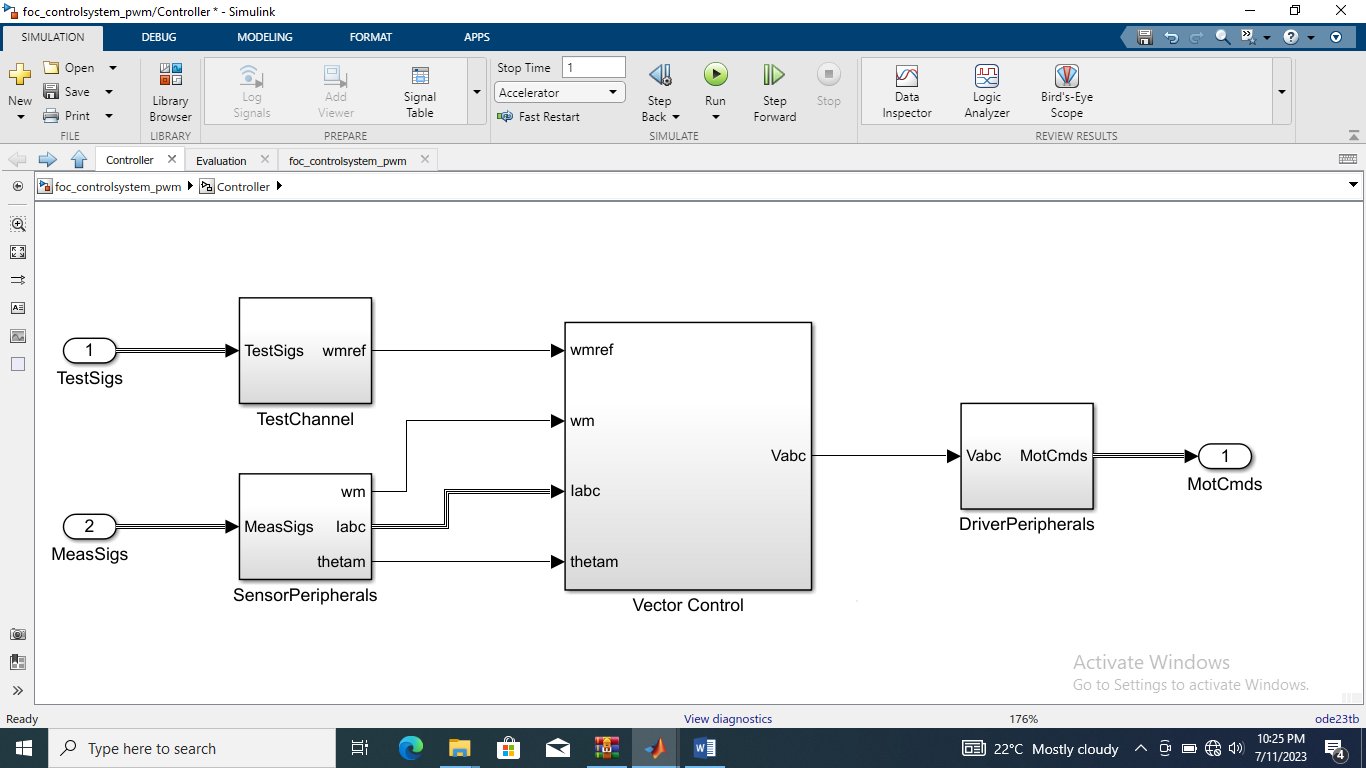 foc_controlsystem_pwm/Controller * - Simulink
SIMULATION DEBUG MODELING FORMAT APPS
New
Open
Save
Print
FILE
Library
Browser
LIBRARY
Log
Signals
Add
Viewer
Signal
Table
PREPARE
Stop Time 1
Accelerator
Fast Restart
Step
Back
Run
Step
Forward
Stop
SIMULATE
Data
Inspector
Logic
Analyzer
Bird's-Eye
Scope
REVIEW RESULTS
Controller Evaluation foc_controlsystem_pwm
foc_controlsystem_pwm Controller
1
TestSigs
TestSigs wmref
TestChannel
2
MeasSigs
MeasSigs
wm
Iabc
thetam
SensorPeripherals
wmref
wm
Iabc
thetam
Vabc
Vector Control
Vabc MotCmds
DriverPeripherals
1
MotCmds
Activate Windows
Go to Settings to activate Windows.
Ready View diagnostics 176% ode23tb
Type here to search
22°C Mostly cloudy
10:25 PM
7/11/2023
4